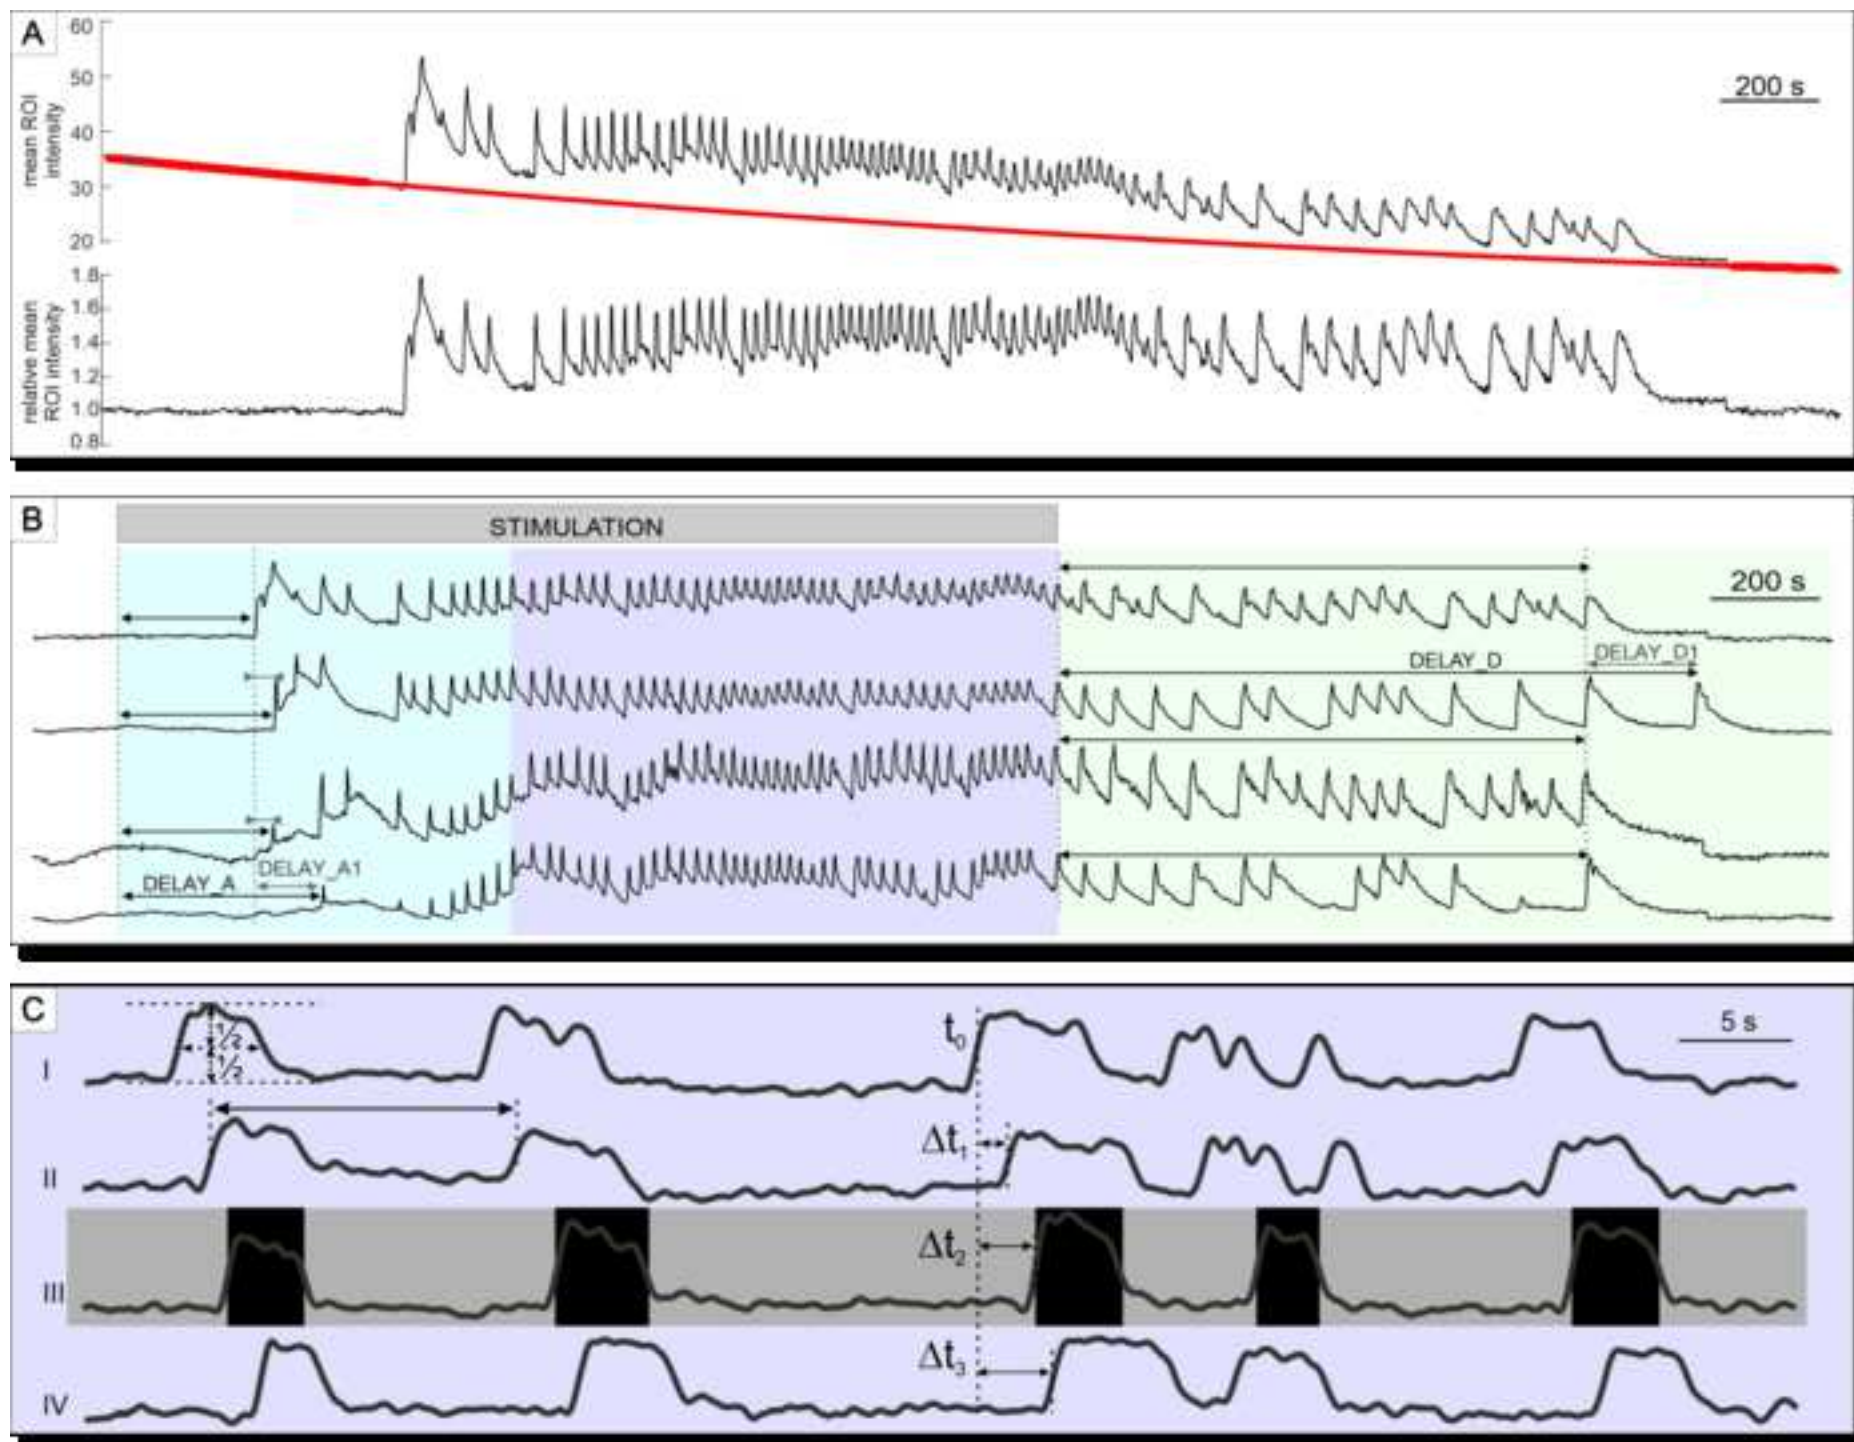 A
60
50
40
30
20
mean ROI
intensity
200 s
1.8
1.6
1.4
1.2
1.0
0.8
relative mean
ROI intensity
B
STIMULATION
200 s
DELAY_D
DELAY_D1
DELAY_A1
DELAY_A
C
½
½
t₀
5 s
I
Δt₁
II
Δt₂
III
Δt₃
IV